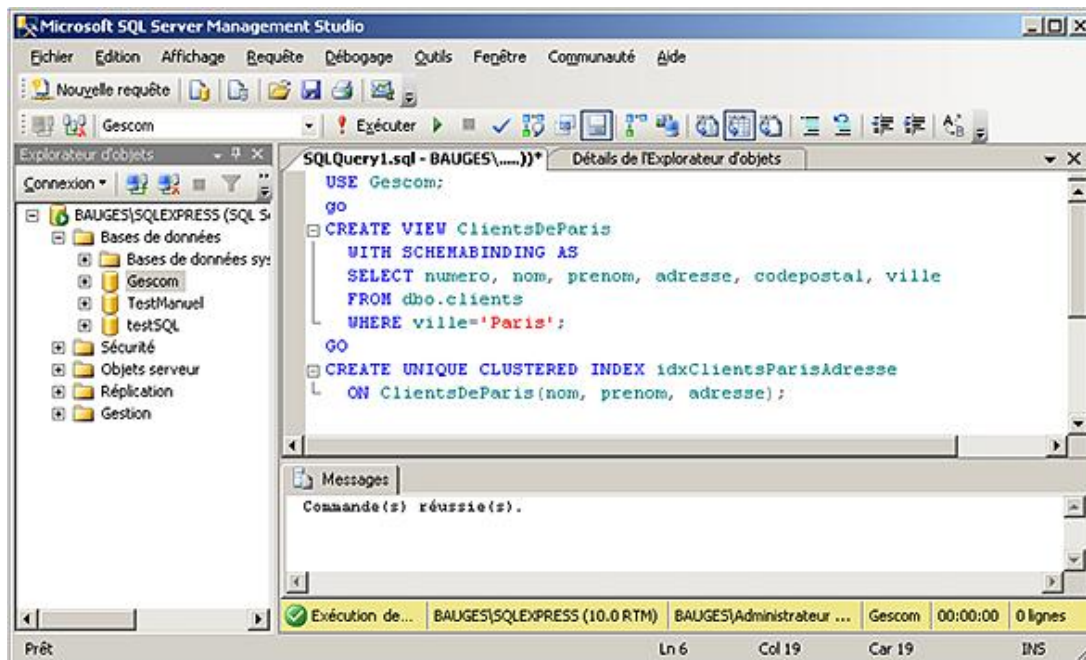 Microsoft SQL Server Management Studio
Fichier Edition Affichage Requête Débogage Outils Fenêtre Communauté Aide
Nouvelle requête
Gescom Exécuter
Explorateur d'objets
Connexion
BAUGES\SQLEXPRESS (SQL S
Bases de données
Bases de données sys
Gescom
TestManuel
testSQL
Sécurité
Objets serveur
Réplication
Gestion
SQLQuery1.sql - BAUGES\.....))* Détails de l'Explorateur d'objets
USE Gescom;
go
CREATE VIEW ClientsDeParis
WITH SCHEMABINDING AS
SELECT numero, nom, prenom, adresse, codepostal, ville
FROM dbo.clients
WHERE ville='Paris';
GO
CREATE UNIQUE CLUSTERED INDEX idxClientsParisAdresse
ON ClientsDeParis(nom, prenom, adresse);
Messages
Commande(s) réussie(s).
Exécution de... BAUGES\SQLEXPRESS (10.0 RTM) BAUGES\Administrateur ... Gescom 00:00:00 0 lignes
Prêt Ln 6 Col 19 Car 19 INS